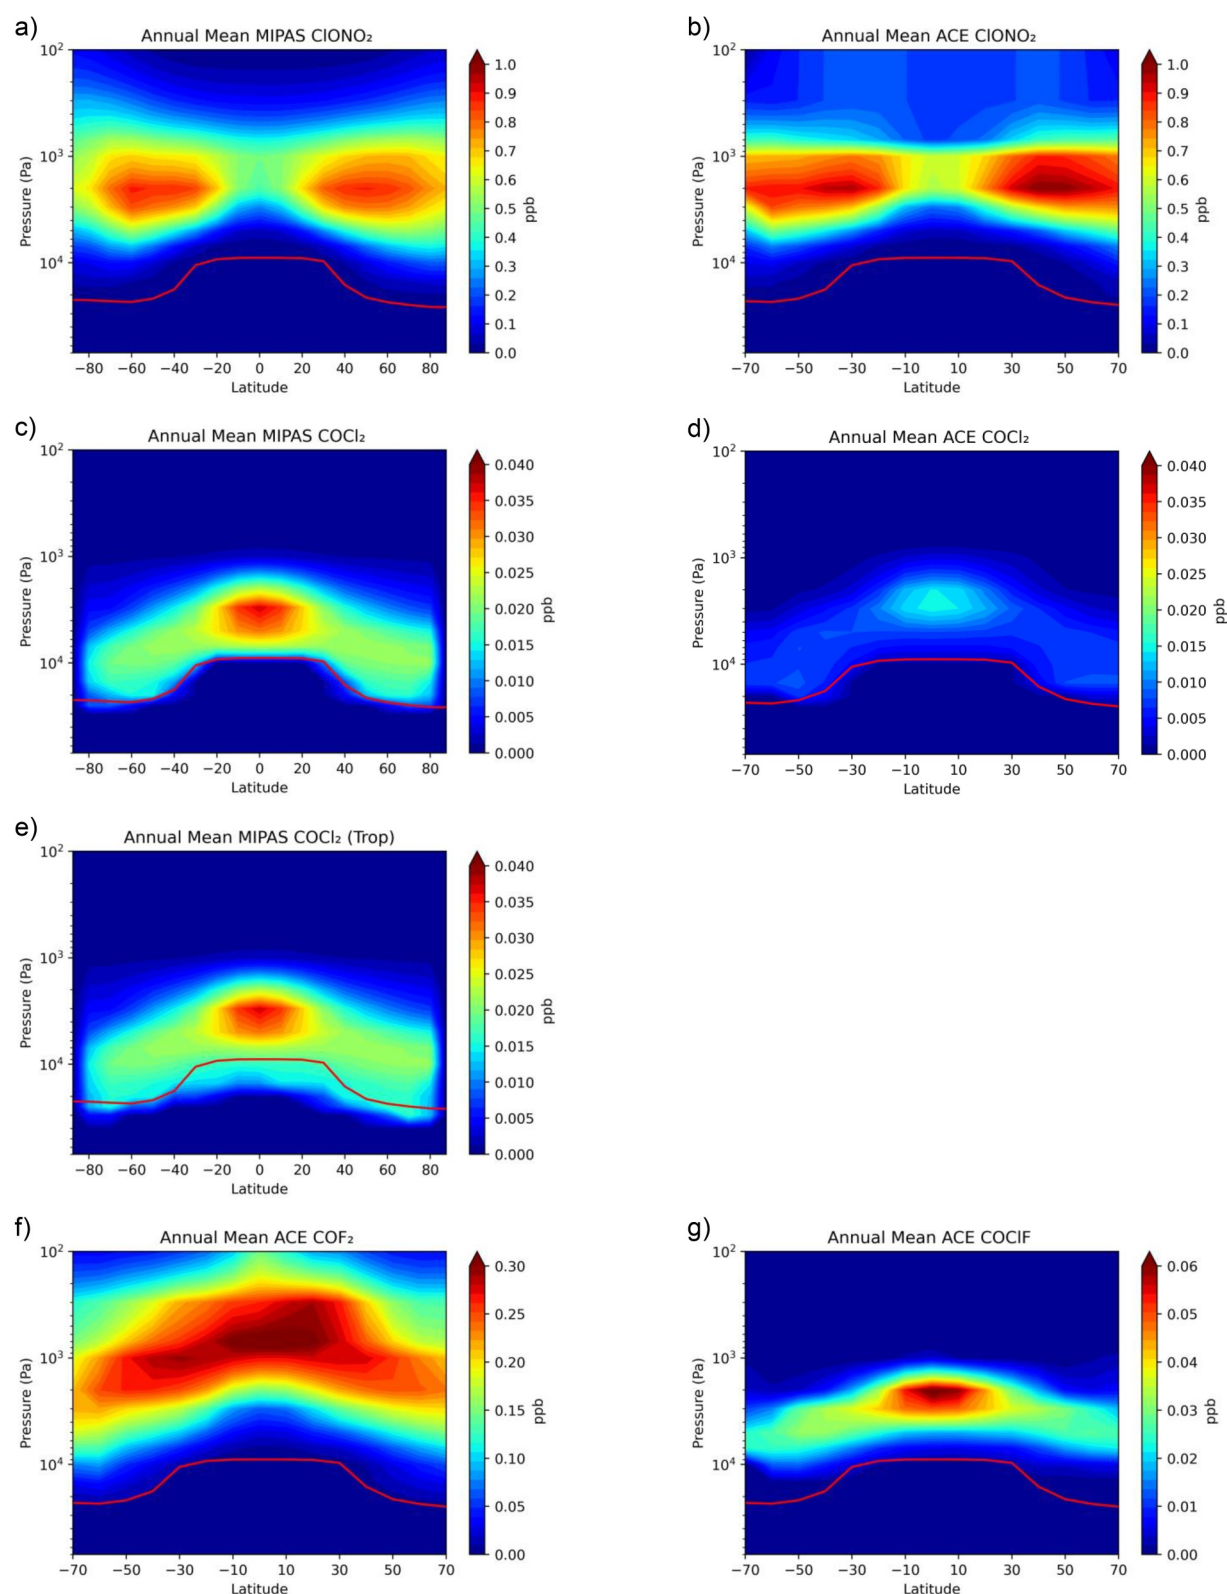 a)
Annual Mean MIPAS ClONO₂
10²
10³
10⁴
Pressure (Pa)
−80 −60 −40 −20 0 20 40 60 80
Latitude
1.0
0.9
0.8
0.7
0.6
0.5
0.4
0.3
0.2
0.1
0.0
ppb
b)
Annual Mean ACE ClONO₂
10²
10³
10⁴
Pressure (Pa)
−70 −50 −30 −10 10 30 50 70
Latitude
1.0
0.9
0.8
0.7
0.6
0.5
0.4
0.3
0.2
0.1
0.0
ppb
c)
Annual Mean MIPAS COCl₂
10²
10³
10⁴
Pressure (Pa)
−80 −60 −40 −20 0 20 40 60 80
Latitude
0.040
0.035
0.030
0.025
0.020
0.015
0.010
0.005
0.000
ppb
d)
Annual Mean ACE COCl₂
10²
10³
10⁴
Pressure (Pa)
−70 −50 −30 −10 10 30 50 70
Latitude
0.040
0.035
0.030
0.025
0.020
0.015
0.010
0.005
0.000
ppb
e)
Annual Mean MIPAS COCl₂ (Trop)
10²
10³
10⁴
Pressure (Pa)
−80 −60 −40 −20 0 20 40 60 80
Latitude
0.040
0.035
0.030
0.025
0.020
0.015
0.010
0.005
0.000
ppb
f)
Annual Mean ACE COF₂
10²
10³
10⁴
Pressure (Pa)
−70 −50 −30 −10 10 30 50 70
Latitude
0.30
0.25
0.20
0.15
0.10
0.05
0.00
ppb
g)
Annual Mean ACE COClF
10²
10³
10⁴
Pressure (Pa)
−70 −50 −30 −10 10 30 50 70
Latitude
0.06
0.05
0.04
0.03
0.02
0.01
0.00
ppb